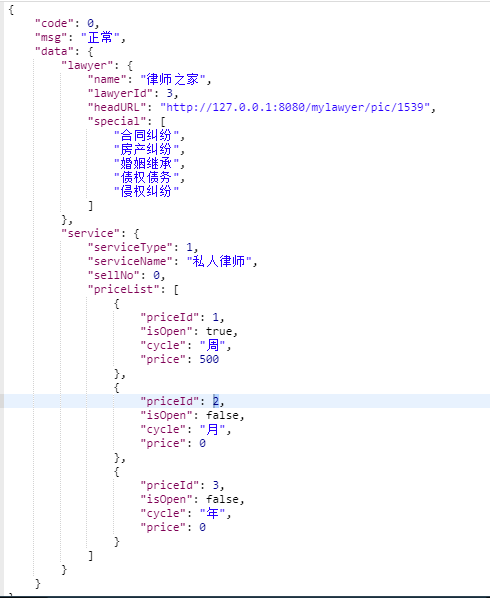 {
    "code": 0,
    "msg": "正常",
    "data": {
        "lawyer": {
            "name": "律师之家",
            "lawyerId": 3,
            "headURL": "http://127.0.0.1:8080/mylawyer/pic/1539",
            "special": [
                "合同纠纷",
                "房产纠纷",
                "婚姻继承",
                "债权债务",
                "侵权纠纷"
            ]
        },
        "service": {
            "serviceType": 1,
            "serviceName": "私人律师",
            "sellNo": 0,
            "priceList": [
                {
                    "priceId": 1,
                    "isOpen": true,
                    "cycle": "周",
                    "price": 500
                },
                {
                    "priceId": 2,
                    "isOpen": false,
                    "cycle": "月",
                    "price": 0
                },
                {
                    "priceId": 3,
                    "isOpen": false,
                    "cycle": "年",
                    "price": 0
                }
            ]
        }
    }